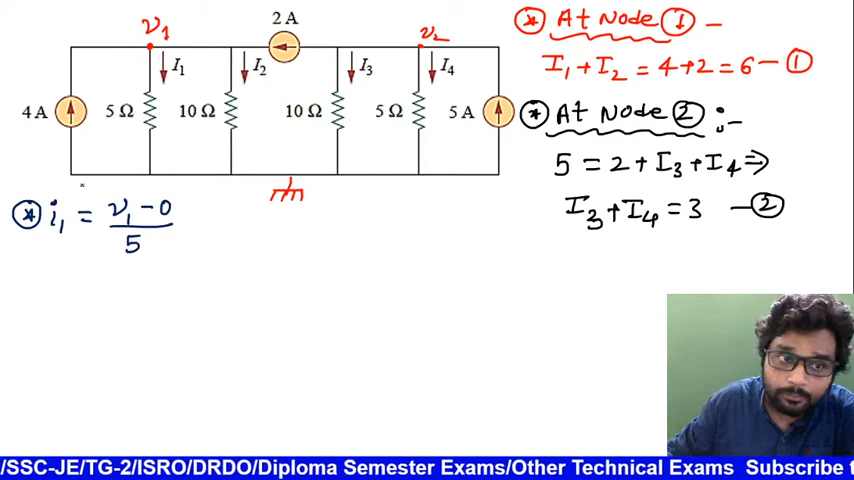 v₁
2 A
v₂
I₁
I₂
I₃
I₄
4 A
5 Ω
10 Ω
10 Ω
5 Ω
5 A
* i₁ = v₁ - 0 / 5
* At Node ① -
I₁ + I₂ = 4+2 = 6 — ①
* At Node ② :-
5 = 2 + I₃ + I₄ ⇒
I₃ + I₄ = 3 — ②
/SSC-JE/TG-2/ISRO/DRDO/Diploma Semester Exams/Other Technical Exams Subscribe